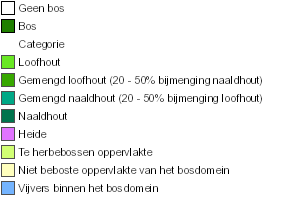 Geen bos
Bos
Categorie
Loofhout
Gemengd loofhout (20 - 50% bijmenging naaldhout)
Gemengd naaldhout (20 - 50% bijmenging loofhout)
Naaldhout
Heide
Te herbebossen oppervlakte
Niet beboste oppervlakte van het bosdomein
Vijvers binnen het bosdomein